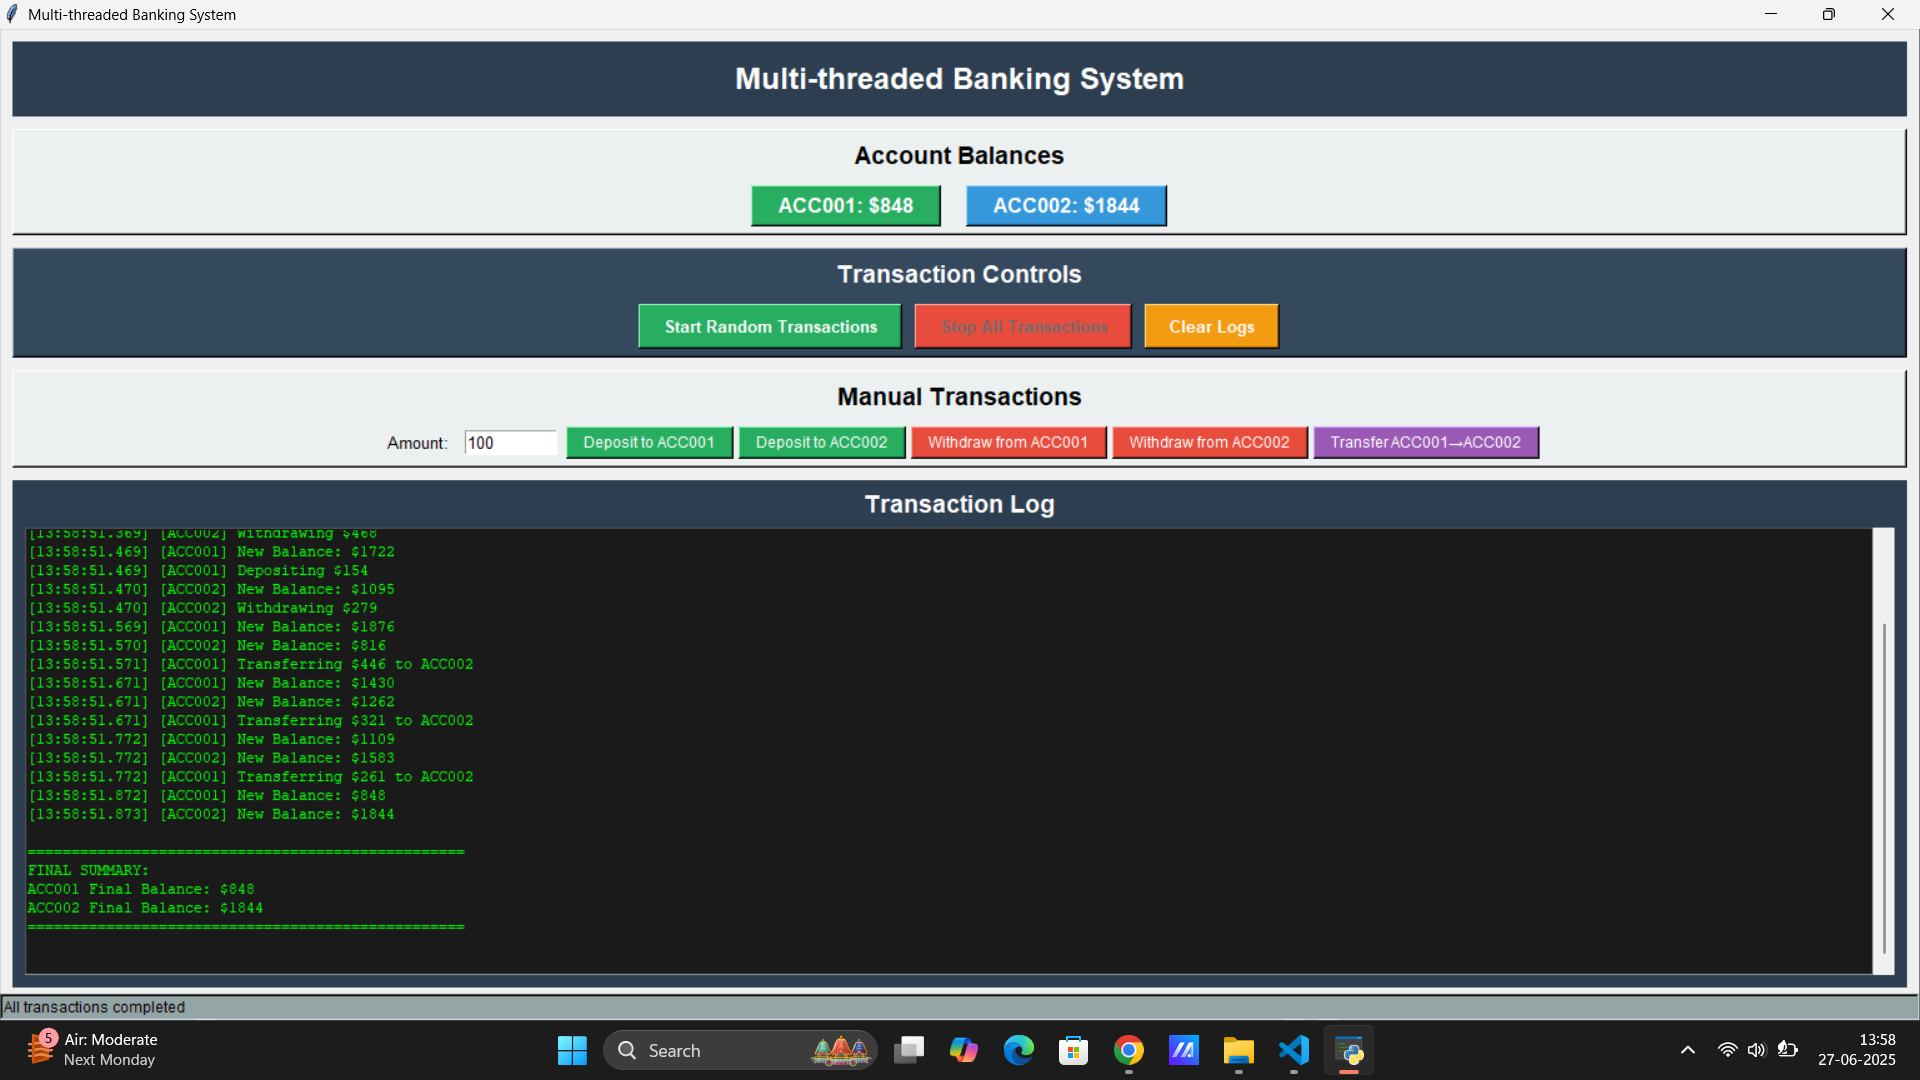 Multi-threaded Banking System
Multi-threaded Banking System
Account Balances
ACC001: $848 ACC002: $1844
Transaction Controls
Start Random Transactions Stop All Transactions Clear Logs
Manual Transactions
Amount: 100 Deposit to ACC001 Deposit to ACC002 Withdraw from ACC001 Withdraw from ACC002 Transfer ACC001→ACC002
Transaction Log
[13:58:51.369] [ACC002] Withdrawing $468
[13:58:51.469] [ACC001] New Balance: $1722
[13:58:51.469] [ACC001] Depositing $154
[13:58:51.470] [ACC002] New Balance: $1095
[13:58:51.470] [ACC002] Withdrawing $279
[13:58:51.569] [ACC001] New Balance: $1876
[13:58:51.570] [ACC002] New Balance: $816
[13:58:51.571] [ACC001] Transferring $446 to ACC002
[13:58:51.671] [ACC001] New Balance: $1430
[13:58:51.671] [ACC002] New Balance: $1262
[13:58:51.671] [ACC001] Transferring $321 to ACC002
[13:58:51.772] [ACC001] New Balance: $1109
[13:58:51.772] [ACC002] New Balance: $1583
[13:58:51.772] [ACC001] Transferring $261 to ACC002
[13:58:51.872] [ACC001] New Balance: $848
[13:58:51.873] [ACC002] New Balance: $1844
==================================================
FINAL SUMMARY:
ACC001 Final Balance: $848
ACC002 Final Balance: $1844
==================================================
All transactions completed
5 Air: Moderate
Next Monday
Search
13:58
27-06-2025